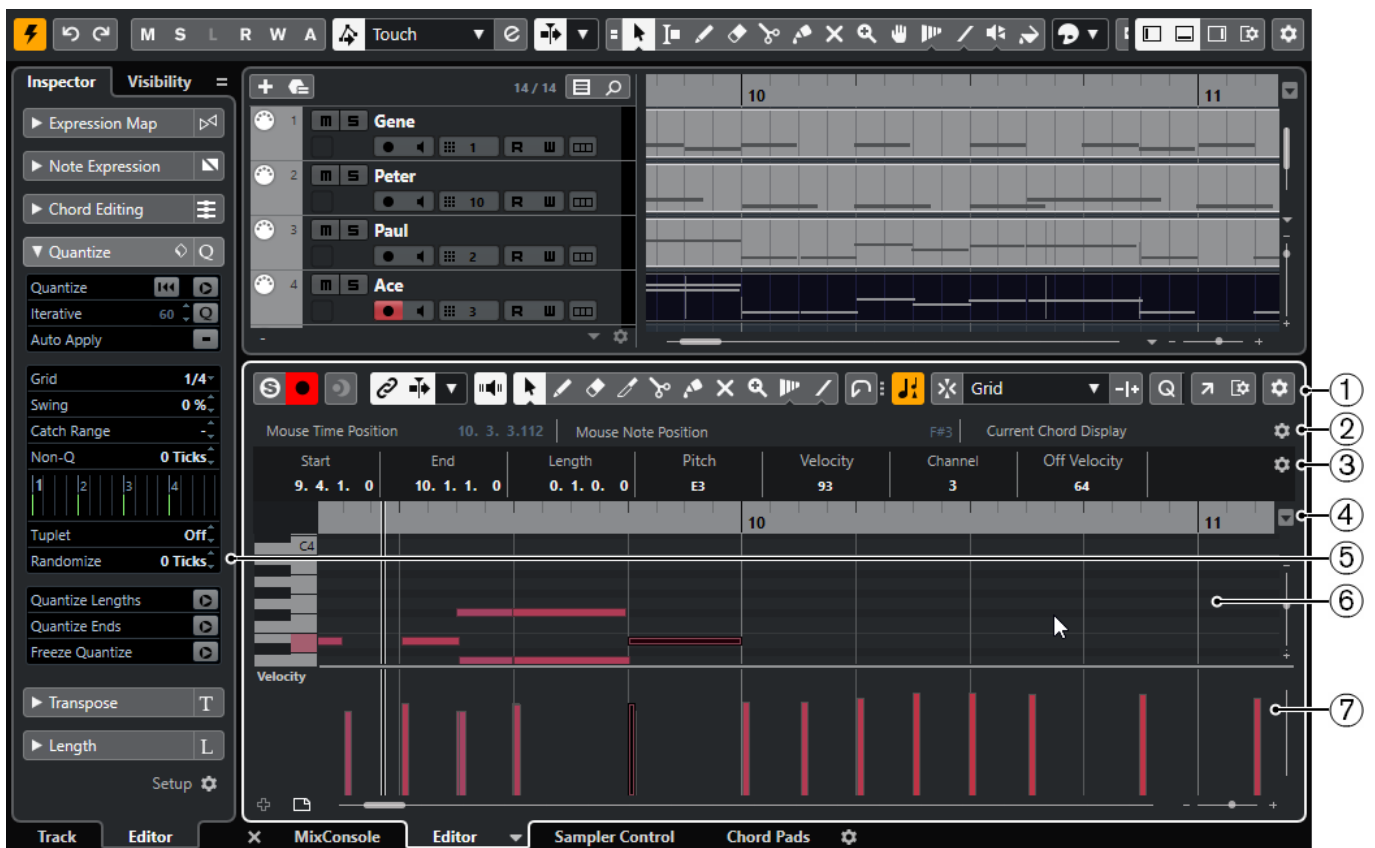 M S L R W A Touch
Inspector Visibility
14 / 14
10 11
Expression Map
Note Expression
Chord Editing
Quantize Q
Quantize
Iterative 60 Q
Auto Apply
Grid 1/4
Swing 0 %
Catch Range -
Non-Q 0 Ticks
1 2 3 4
Tuplet Off
Randomize 0 Ticks
Quantize Lengths
Quantize Ends
Freeze Quantize
Transpose T
Length L
Setup
1 m S Gene
1 R W
2 m S Peter
10 R W
3 m S Paul
2 R W
4 m S Ace
3 R W
-
S Grid Q
Mouse Time Position 10. 3. 3.112 Mouse Note Position F#3 Current Chord Display
Start End Length Pitch Velocity Channel Off Velocity
9. 4. 1. 0 10. 1. 1. 0 0. 1. 0. 0 E3 93 3 64
10 11
C4
Velocity
1
2
3
4
5
6
7
Track Editor MixConsole Editor Sampler Control Chord Pads